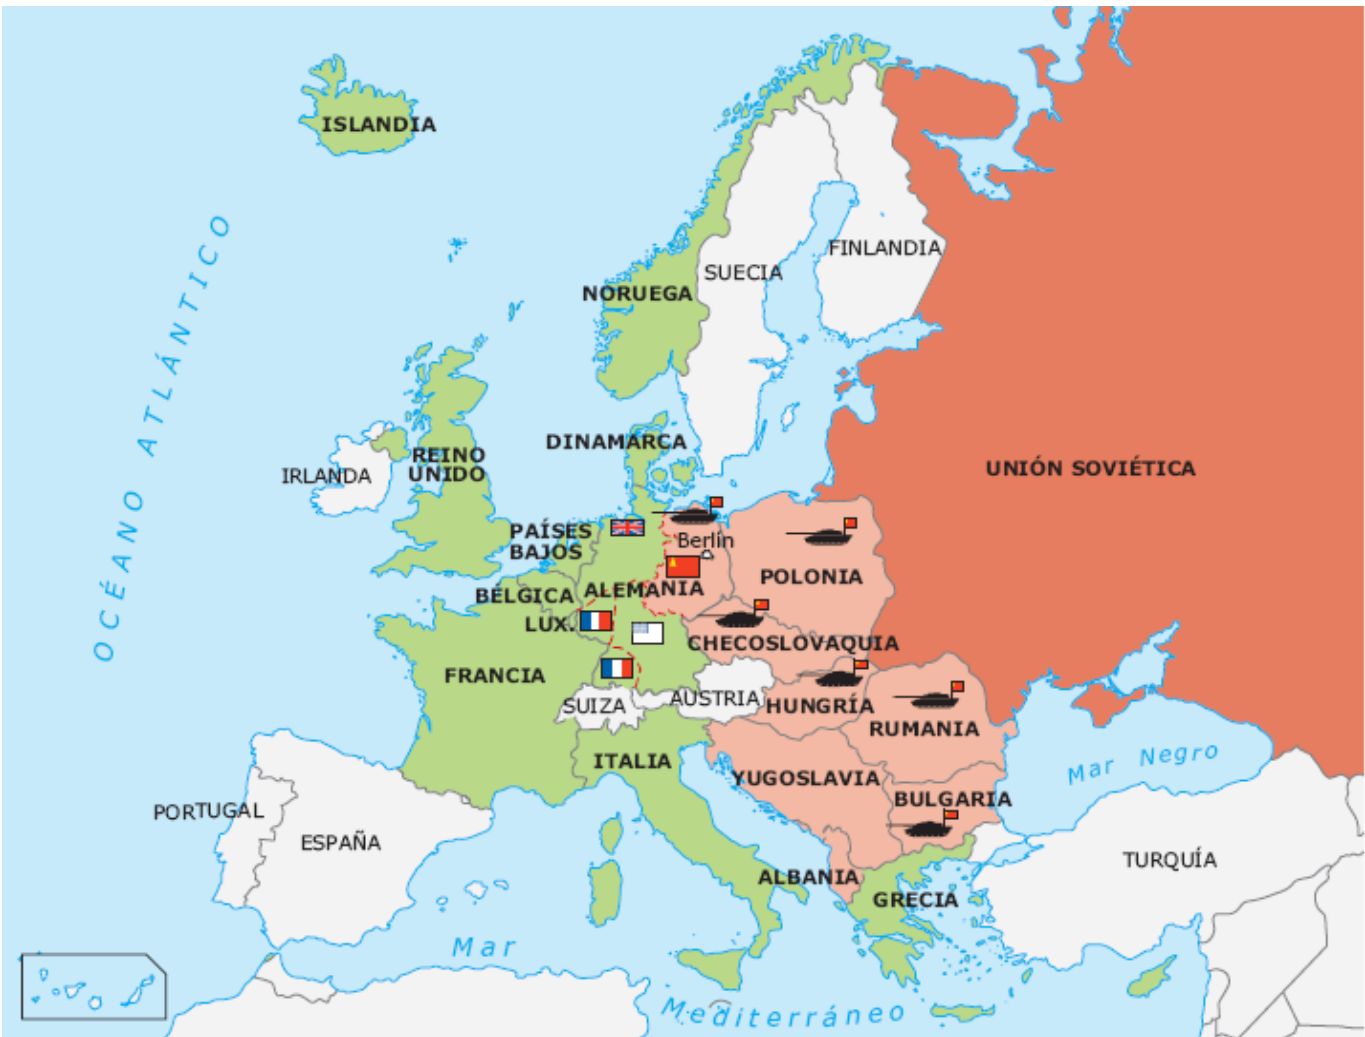 ISLANDIA
OCÉANO ATLÁNTICO
FINLANDIA
SUECIA
NORUEGA
DINAMARCA
REINO
UNIDO
IRLANDA
UNIÓN SOVIÉTICA
PAÍSES
BAJOS
Berlín
POLONIA
BÉLGICA
ALEMANIA
LUX.
CHECOSLOVAQUIA
FRANCIA
AUSTRIA
SUIZA
HUNGRÍA
RUMANIA
ITALIA
YUGOSLAVIA
Mar Negro
BULGARIA
PORTUGAL
ESPAÑA
TURQUÍA
ALBANIA
GRECIA
Mar
Mediterráneo